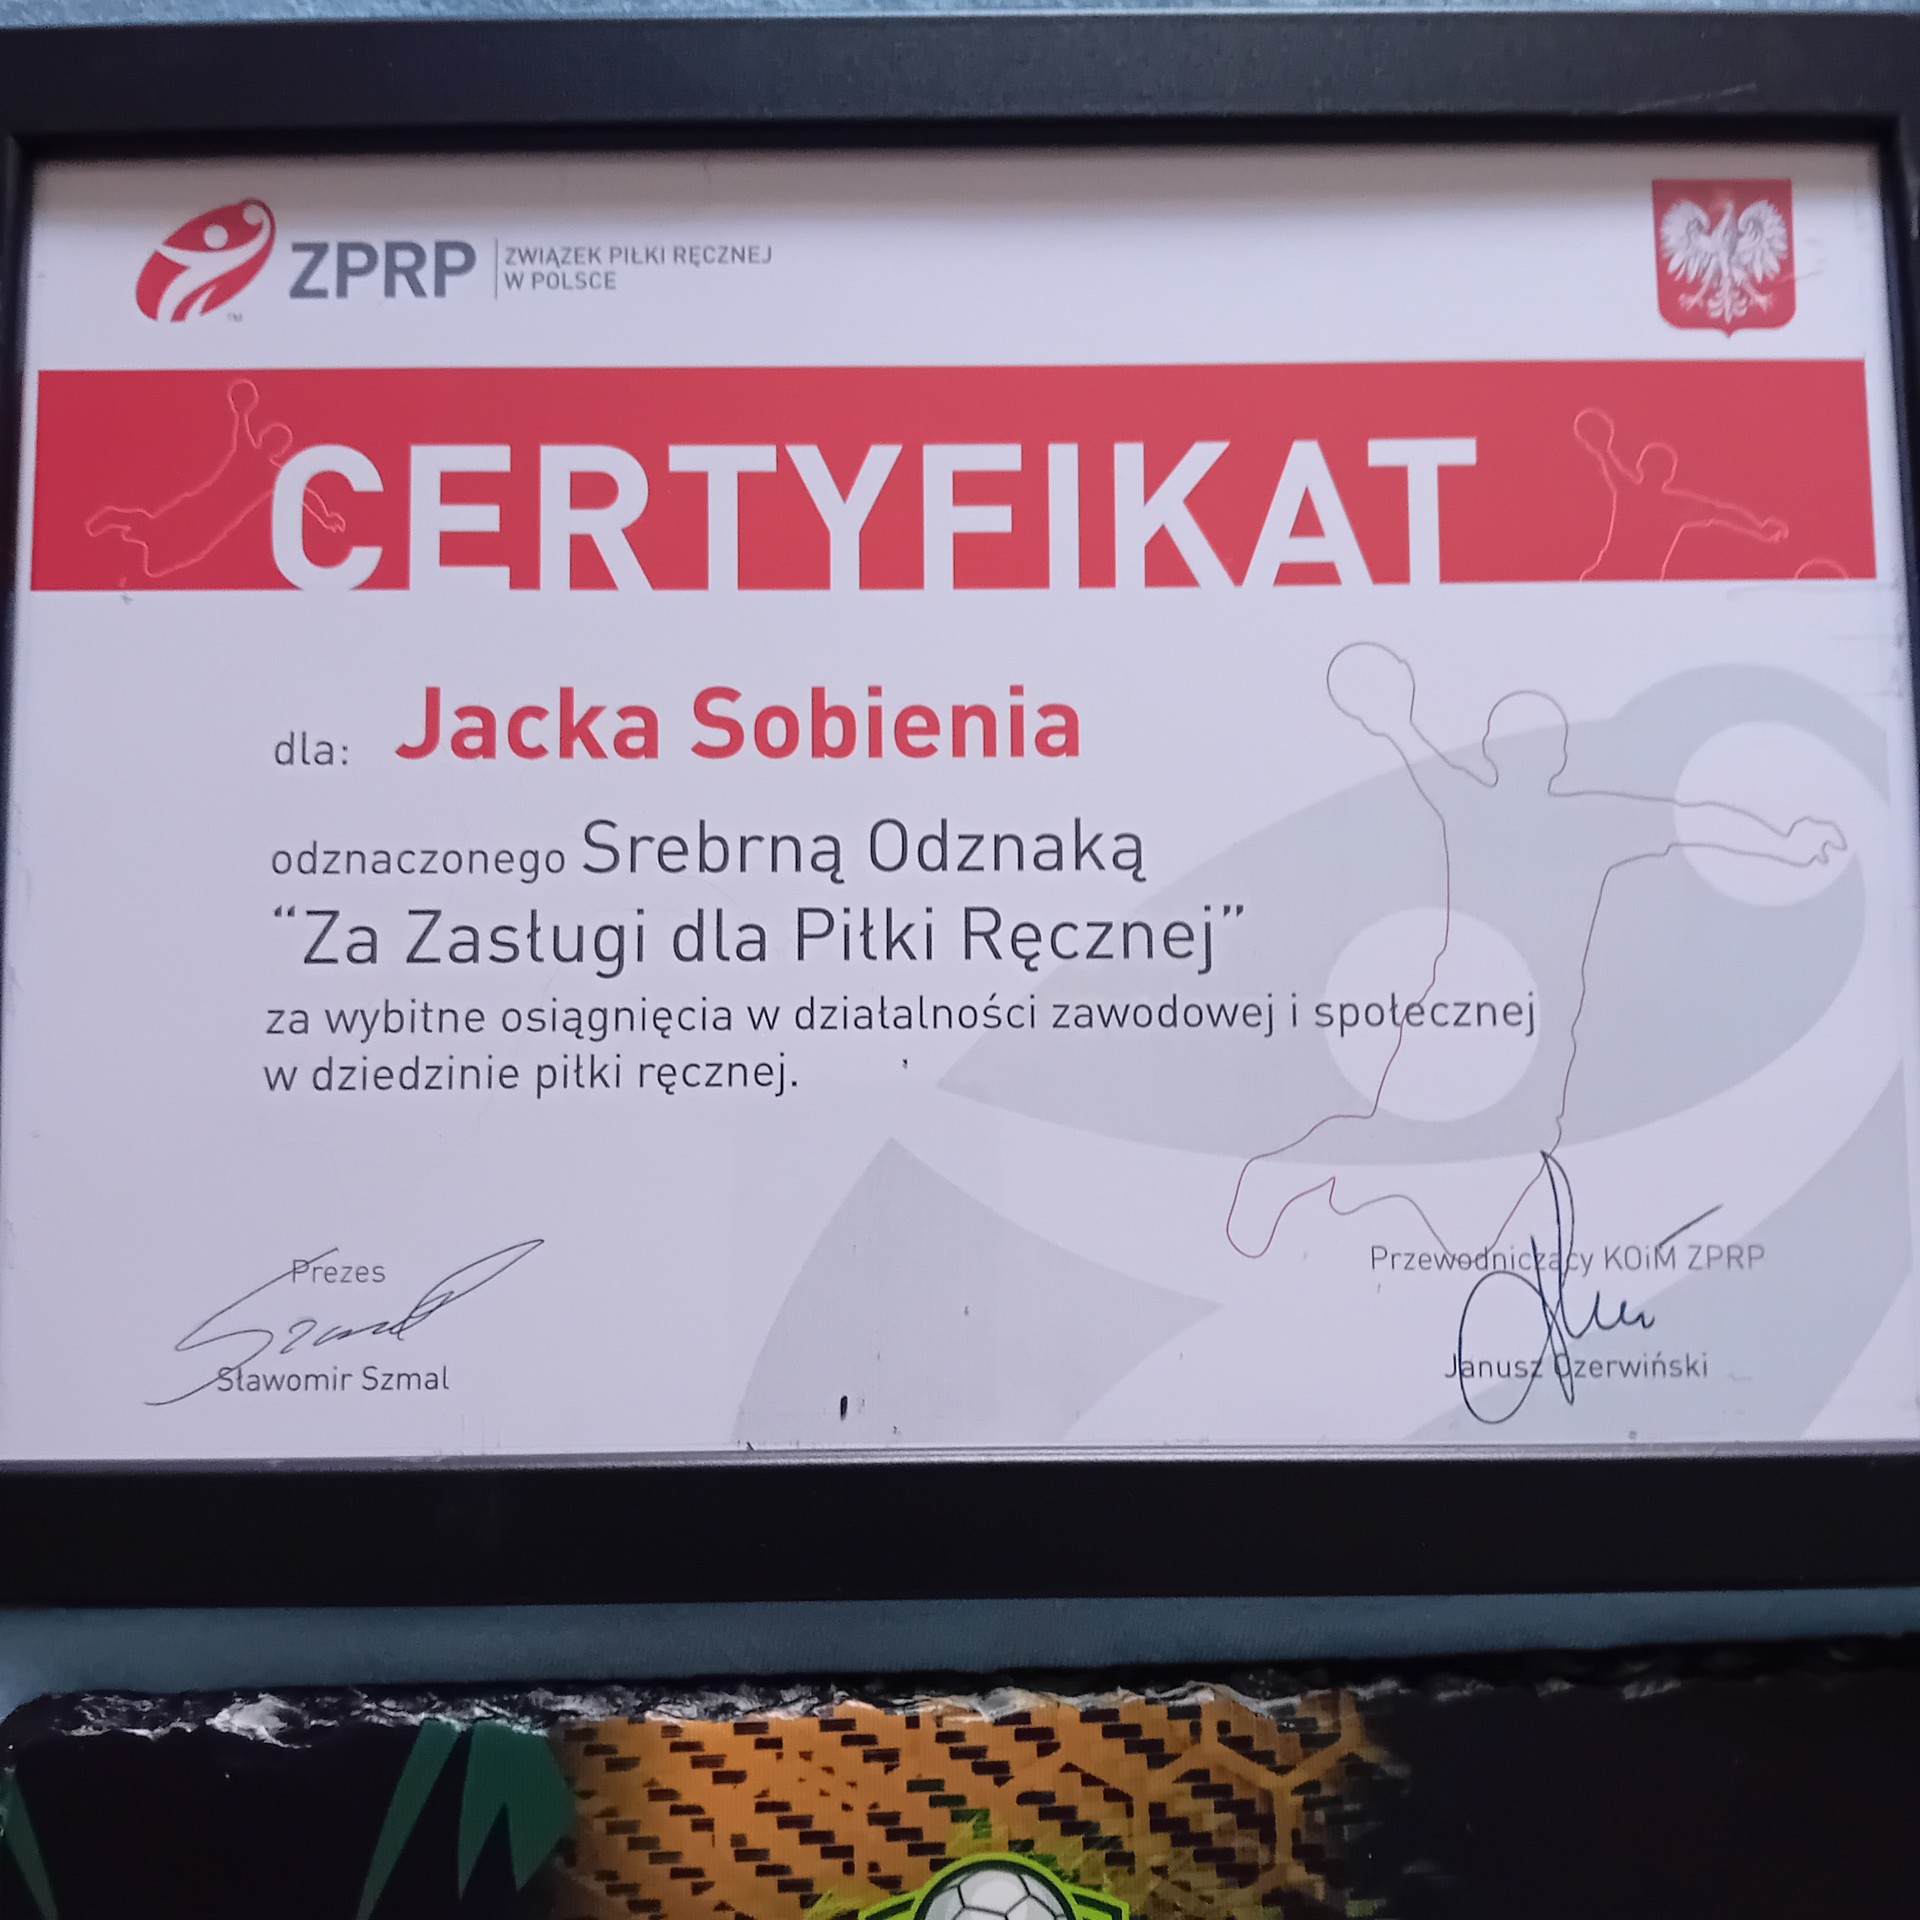 ZPRP
ZWIĄZEK PIŁKI RĘCZNEJ
W POLSCE
CERTYFIKAT
dla: Jacka Sobienia
odznaczonego Srebrną Odznaką
“Za Zasługi dla Piłki Ręcznej”
za wybitne osiągnięcia w działalności zawodowej i społecznej
w dziedzinie piłki ręcznej.
Prezes
Sławomir Szmal
Przewodniczący KOiM ZPRP
Janusz Czerwiński